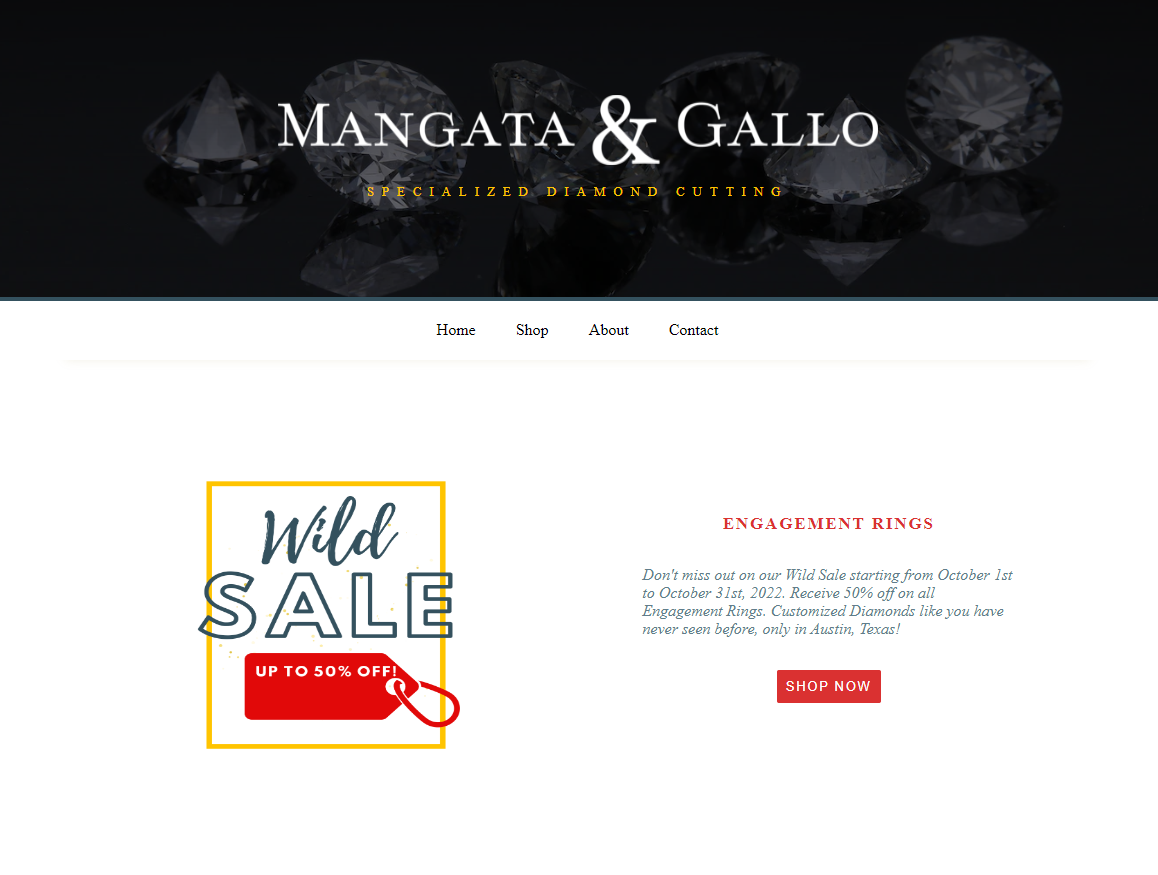 MANGATA & GALLO
SPECIALIZED DIAMOND CUTTING
Home Shop About Contact
Wild
SALE
UP TO 50% OFF!
ENGAGEMENT RINGS
Don't miss out on our Wild Sale starting from October 1st
to October 31st, 2022. Receive 50% off on all
Engagement Rings. Customized Diamonds like you have
never seen before, only in Austin, Texas!
SHOP NOW